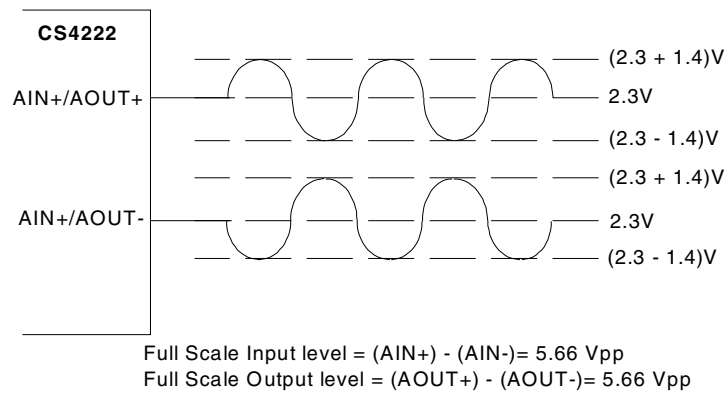 CS4222
(2.3 + 1.4)V
AIN+/AOUT+
2.3V
(2.3 - 1.4)V
(2.3 + 1.4)V
AIN+/AOUT-
2.3V
(2.3 - 1.4)V
Full Scale Input level = (AIN+) - (AIN-)= 5.66 Vpp
Full Scale Output level = (AOUT+) - (AOUT-)= 5.66 Vpp